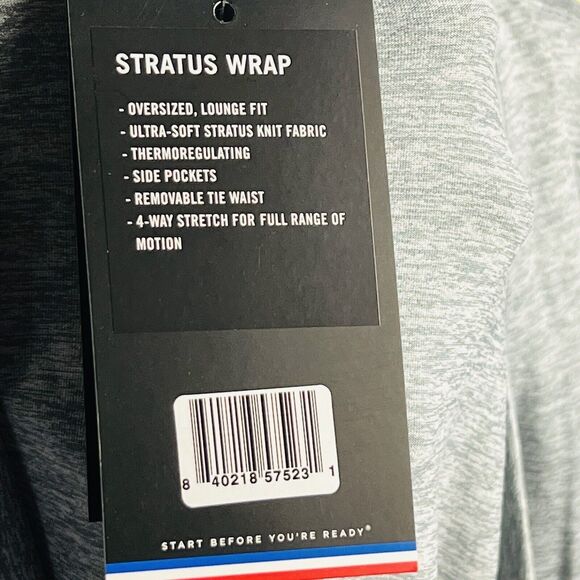 STRATUS WRAP
- OVERSIZED, LOUNGE FIT
- ULTRA-SOFT STRATUS KNIT FABRIC
- THERMOREGULATING
- SIDE POCKETS
- REMOVABLE TIE WAIST
- 4-WAY STRETCH FOR FULL RANGE OF
MOTION
8 40218 57523 1
START BEFORE YOU'RE READY®